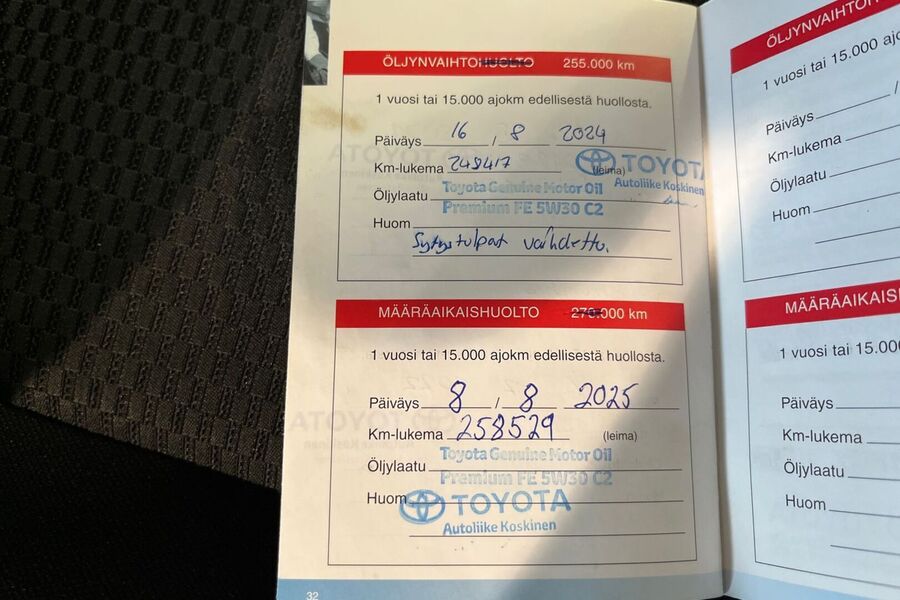 ÖLJYNVAIHTOHUOLTO 255.000 km
1 vuosi tai 15.000 ajokm edellisestä huollosta.
Päiväys 16 / 8 2024
Km-lukema 248417 (leima)
TOYOTA
Autoliike Koskinen
Öljylaatu Toyota Genuine Motor Oil
Premium FE 5W30 C2
Huom
Sytytystulpat vaihdettu.
MÄÄRÄAIKAISHUOLTO 270.000 km
1 vuosi tai 15.000 ajokm edellisestä huollosta.
Päiväys 8 / 8 2025
Km-lukema 258529 (leima)
Öljylaatu Toyota Genuine Motor Oil
Premium FE 5W30 C2
Huom
TOYOTA
Autoliike Koskinen
32
ÖLJYNVAIHTO
1 vuosi tai 15.000 ajo
Päiväys /
Km-lukema
Öljylaatu
Huom
MÄÄRÄAIKAIS
1 vuosi tai 15.00
Päiväys
Km-lukema
Öljylaatu
Huom